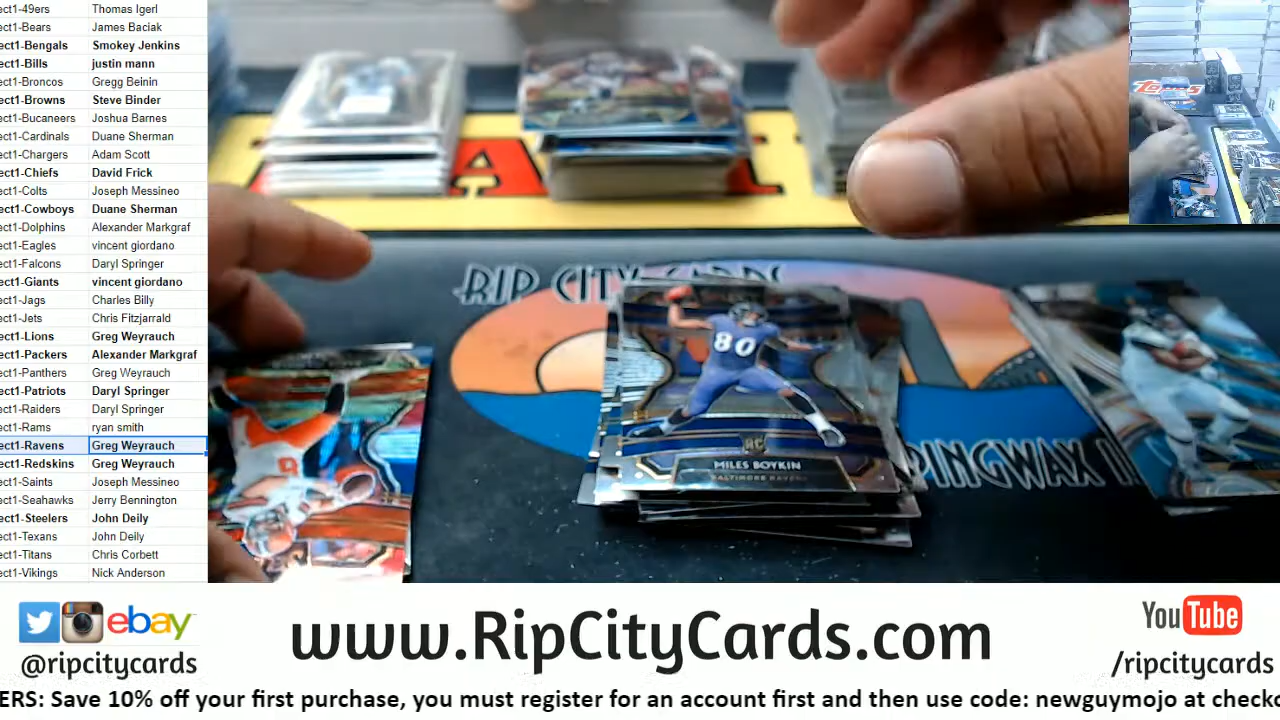 ect1-49ers Thomas Igerl
ect1-Bears James Baciak
ect1-Bengals Smokey Jenkins
ect1-Bills justin mann
ect1-Broncos Gregg Beinin
ect1-Browns Steve Binder
ect1-Bucaneers Joshua Barnes
ect1-Cardinals Duane Sherman
ect1-Chargers Adam Scott
ect1-Chiefs David Frick
ect1-Colts Joseph Messineo
ect1-Cowboys Duane Sherman
ect1-Dolphins Alexander Markgraf
ect1-Eagles vincent giordano
ect1-Falcons Daryl Springer
ect1-Giants vincent giordano
ect1-Jags Charles Billy
ect1-Jets Chris Fitzjarrald
ect1-Lions Greg Weyrauch
ect1-Packers Alexander Markgraf
ect1-Panthers Greg Weyrauch
ect1-Patriots Daryl Springer
ect1-Raiders Daryl Springer
ect1-Rams ryan smith
ect1-Ravens Greg Weyrauch
ect1-Redskins Greg Weyrauch
ect1-Saints Joseph Messineo
ect1-Seahawks Jerry Bennington
ect1-Steelers John Deily
ect1-Texans John Deily
ect1-Titans Chris Corbett
ect1-Vikings Nick Anderson
Topps
RIP CITY CARDS
80
RC
MILES BOYKIN
BALTIMORE RAVENS
PINGWAX
ebay
@ripcitycards
www.RipCityCards.com
YouTube
/ripcitycards
ERS: Save 10% off your first purchase, you must register for an account first and then use code: newguymojo at checko